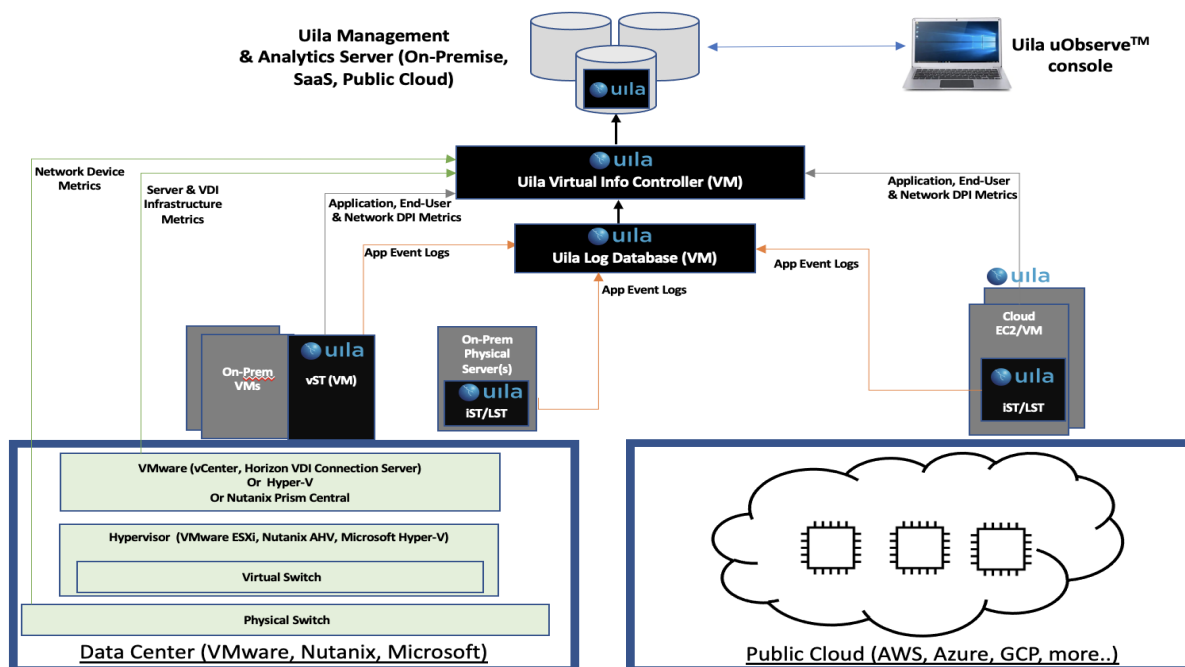 Uila Management
& Analytics Server (On-Premise,
SaaS, Public Cloud)
uila
Uila uObserve™
console
Network Device
Metrics
Server & VDI
Infrastructure
Metrics
Application, End-User
& Network DPI Metrics
uila
Uila Virtual Info Controller (VM)
Application, End-User
& Network DPI Metrics
App Event Logs
uila
Uila Log Database (VM)
App Event Logs
App Event Logs
On-Prem
VMs
uila
vST (VM)
On-Prem
Physical
Server(s)
uila
iST/LST
uila
Cloud
EC2/VM
uila
iST/LST
VMware (vCenter, Horizon VDI Connection Server)
Or Hyper-V
Or Nutanix Prism Central
Hypervisor (VMware ESXi, Nutanix AHV, Microsoft Hyper-V)
Virtual Switch
Physical Switch
Data Center (VMware, Nutanix, Microsoft)
Public Cloud (AWS, Azure, GCP, more..)